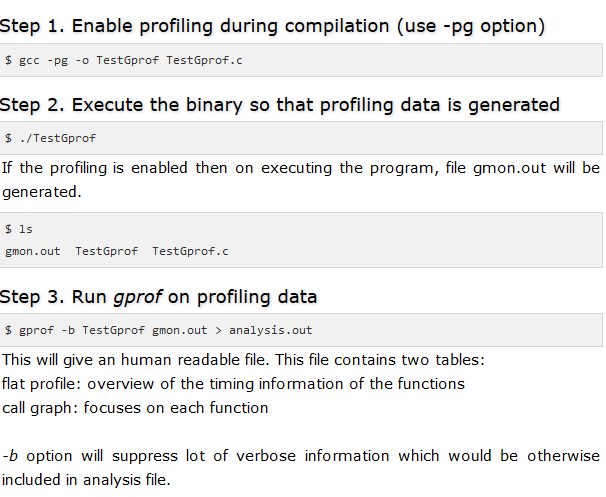 Step 1. Enable profiling during compilation (use -pg option)
$ gcc -pg -o TestGprof TestGprof.c
Step 2. Execute the binary so that profiling data is generated
$ ./TestGprof
If the profiling is enabled then on executing the program, file gmon.out will be
generated.
$ ls
gmon.out  TestGprof  TestGprof.c
Step 3. Run gprof on profiling data
$ gprof -b TestGprof gmon.out > analysis.out
This will give an human readable file. This file contains two tables:
flat profile: overview of the timing information of the functions
call graph: focuses on each function
-b option will suppress lot of verbose information which would be otherwise
included in analysis file.